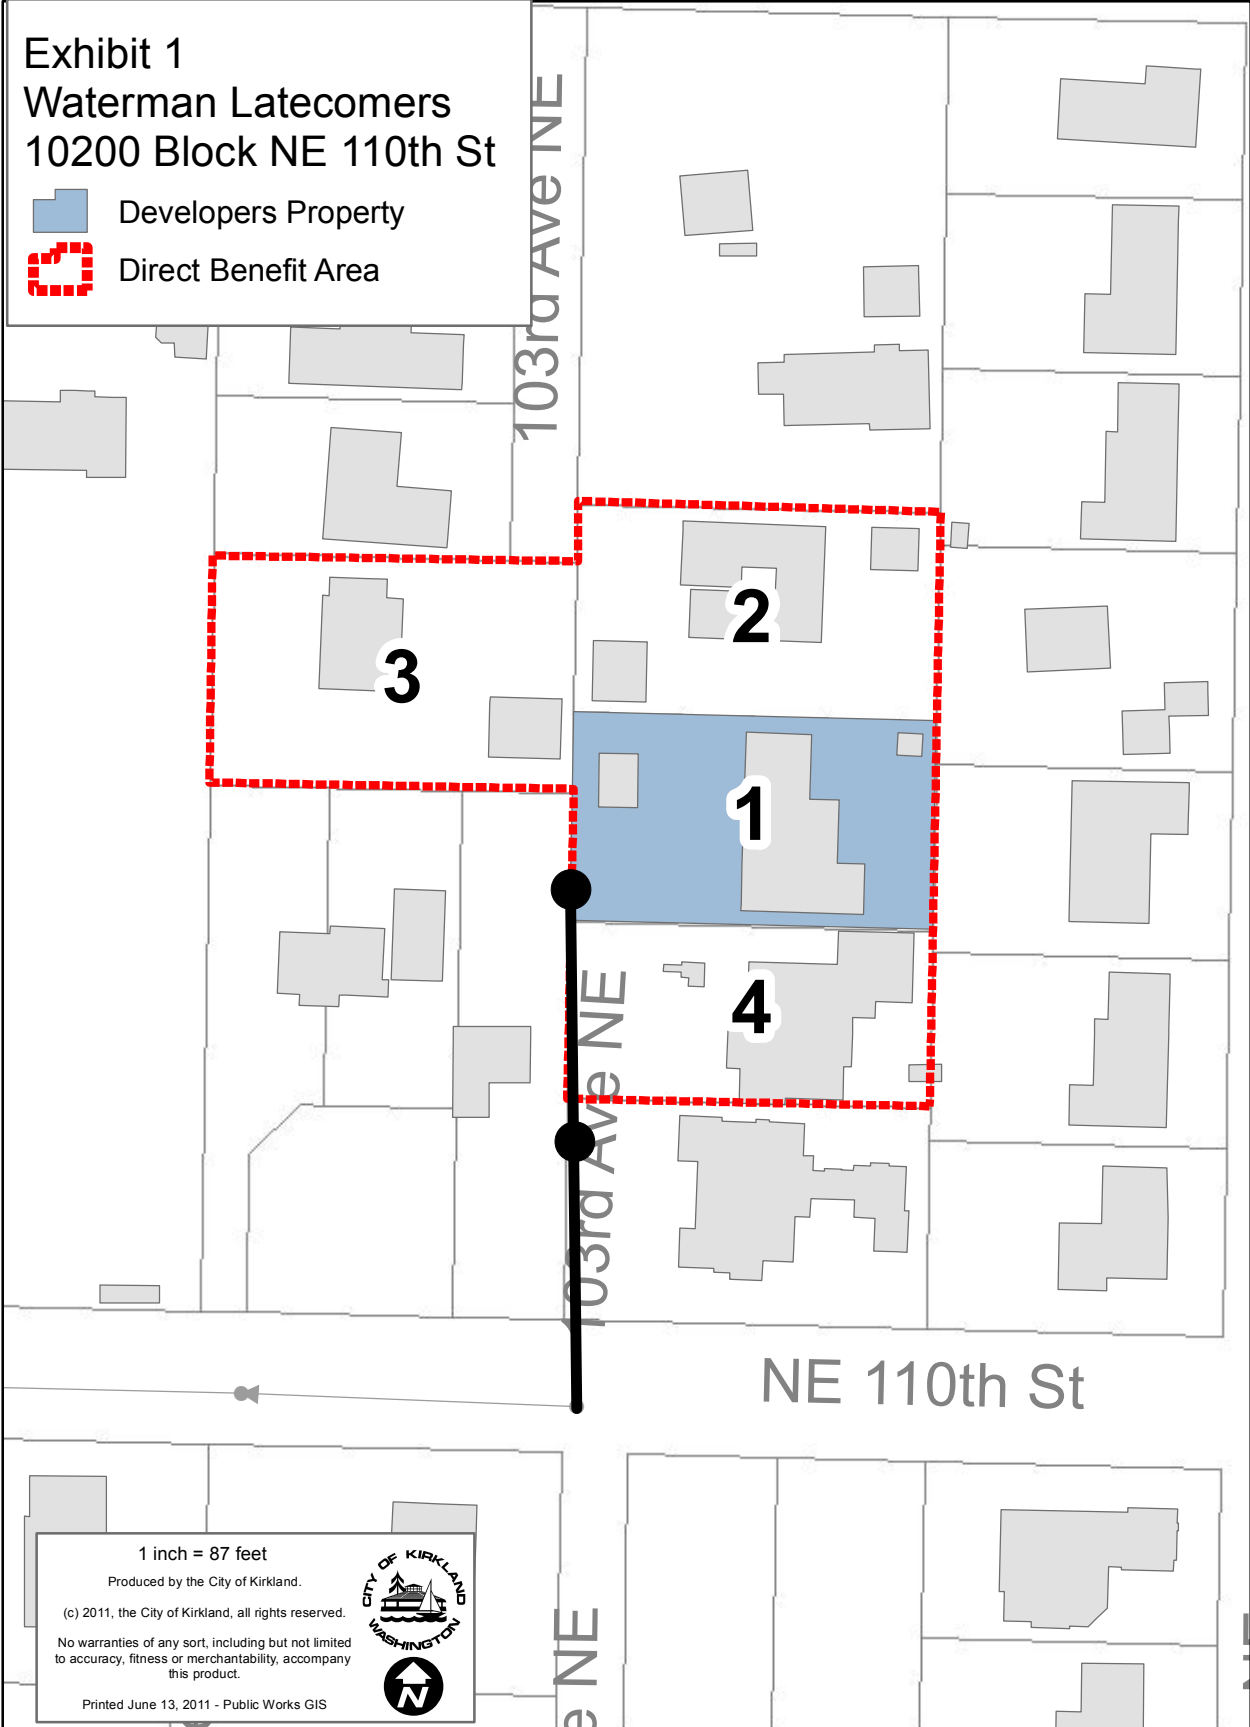 Exhibit 1
Waterman Latecomers
10200 Block NE 110th St
Developers Property
Direct Benefit Area
103rd Ave NE
2
3
1
4
103rd Ave NE
NE 110th St
1 inch = 87 feet
Produced by the City of Kirkland.
(c) 2011, the City of Kirkland, all rights reserved.
No warranties of any sort, including but not limited
to accuracy, fitness or merchantability, accompany
this product.
Printed June 13, 2011 - Public Works GIS
CITY OF KIRKLAND
WASHINGTON
N
e NE